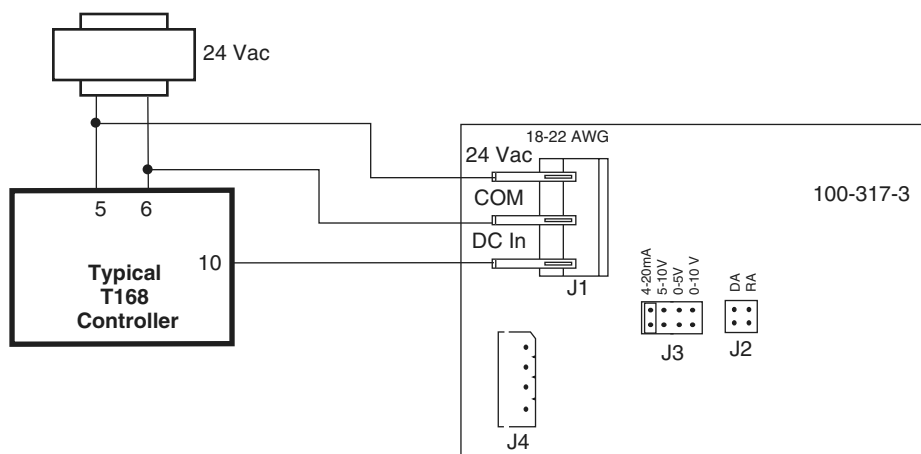 24 Vac
18-22 AWG
24 Vac
COM
DC In
J1
100-317-3
5 6
10
Typical
T168
Controller
4-20mA
5-10V
0-5V
0-10 V
J3
DA
RA
J2
J4